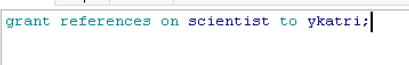 grant references on scientist to ykatri;